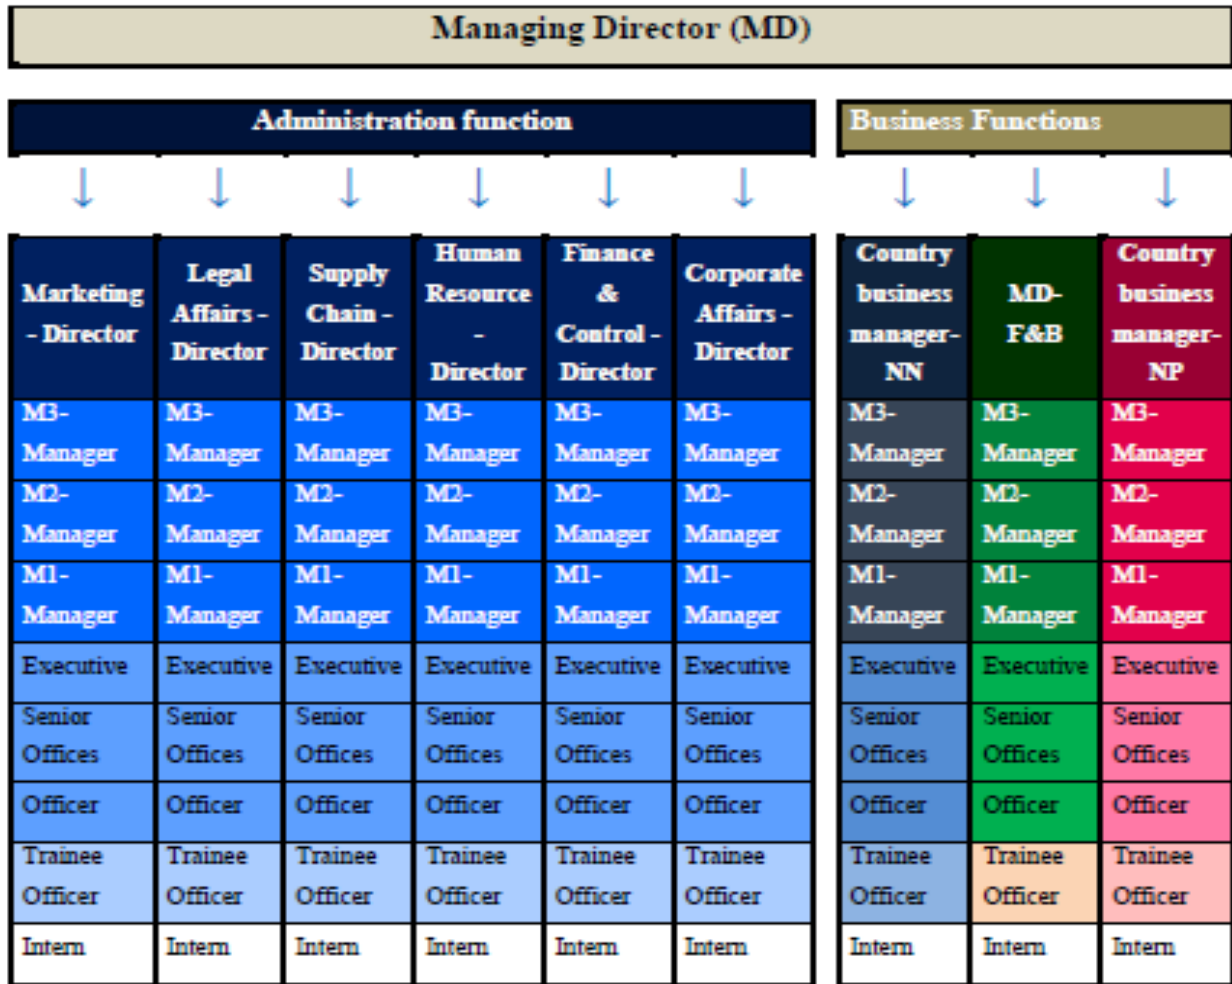 Managing Director (MD)
Administration function
Business Functions
↓ ↓ ↓ ↓ ↓ ↓ ↓ ↓ ↓
Marketing
- Director
Legal
Affairs -
Director
Supply
Chain -
Director
Human
Resource
-
Director
Finance
&
Control -
Director
Corporate
Affairs -
Director
Country
business
manager-
NN
MD-
F&B
Country
business
manager-
NP
M3- M3- M3- M3- M3- M3- M3- M3- M3-
Manager Manager Manager Manager Manager Manager Manager Manager Manager
M2- M2- M2- M2- M2- M2- M2- M2- M2-
Manager Manager Manager Manager Manager Manager Manager Manager Manager
M1- M1- M1- M1- M1- M1- M1- M1- M1-
Manager Manager Manager Manager Manager Manager Manager Manager Manager
Executive Executive Executive Executive Executive Executive Executive Executive Executive
Senior Senior Senior Senior Senior Senior Senior Senior Senior
Offices Offices Offices Offices Offices Offices Offices Offices Offices
Officer Officer Officer Officer Officer Officer Officer Officer Officer
Trainee Trainee Trainee Trainee Trainee Trainee Trainee Trainee Trainee
Officer Officer Officer Officer Officer Officer Officer Officer Officer
Intern Intern Intern Intern Intern Intern Intern Intern Intern